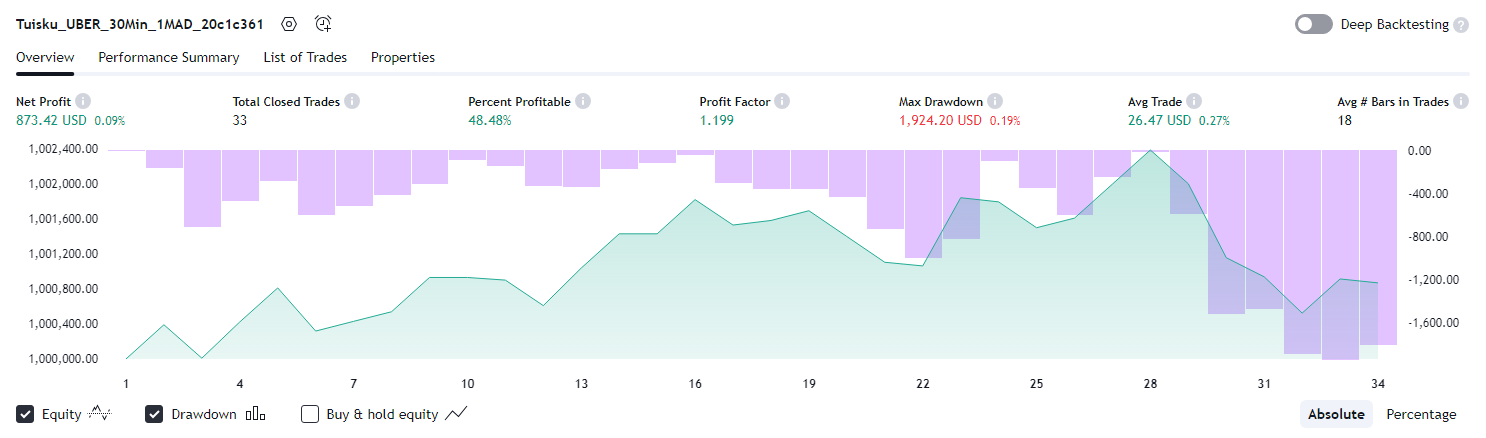 Tuisku_UBER_30Min_1MAD_20c1c361
Deep Backtesting ?
Overview Performance Summary List of Trades Properties
Net Profit i Total Closed Trades i Percent Profitable i Profit Factor i Max Drawdown i Avg Trade i Avg # Bars in Trades i
873.42 USD 0.09% 33 48.48% 1.199 1,924.20 USD 0.19% 26.47 USD 0.27% 18
1,002,400.00 0.00
1,002,000.00 -400.00
1,001,600.00 -800.00
1,001,200.00 -1,200.00
1,000,800.00 -1,600.00
1,000,400.00
1,000,000.00
1 4 7 10 13 16 19 22 25 28 31 34
Equity Drawdown Buy & hold equity Absolute Percentage